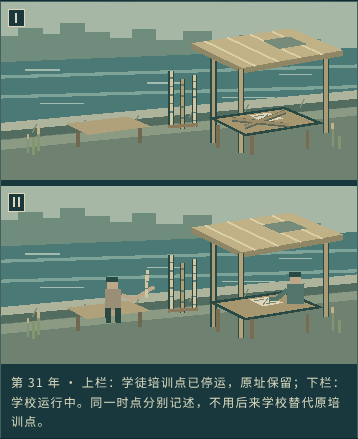 I
II
第 31 年 · 上栏：学徒培训点已停运，原址保留；下栏：
学校运行中。同一时点分别记述，不用后来学校替代原培
训点。